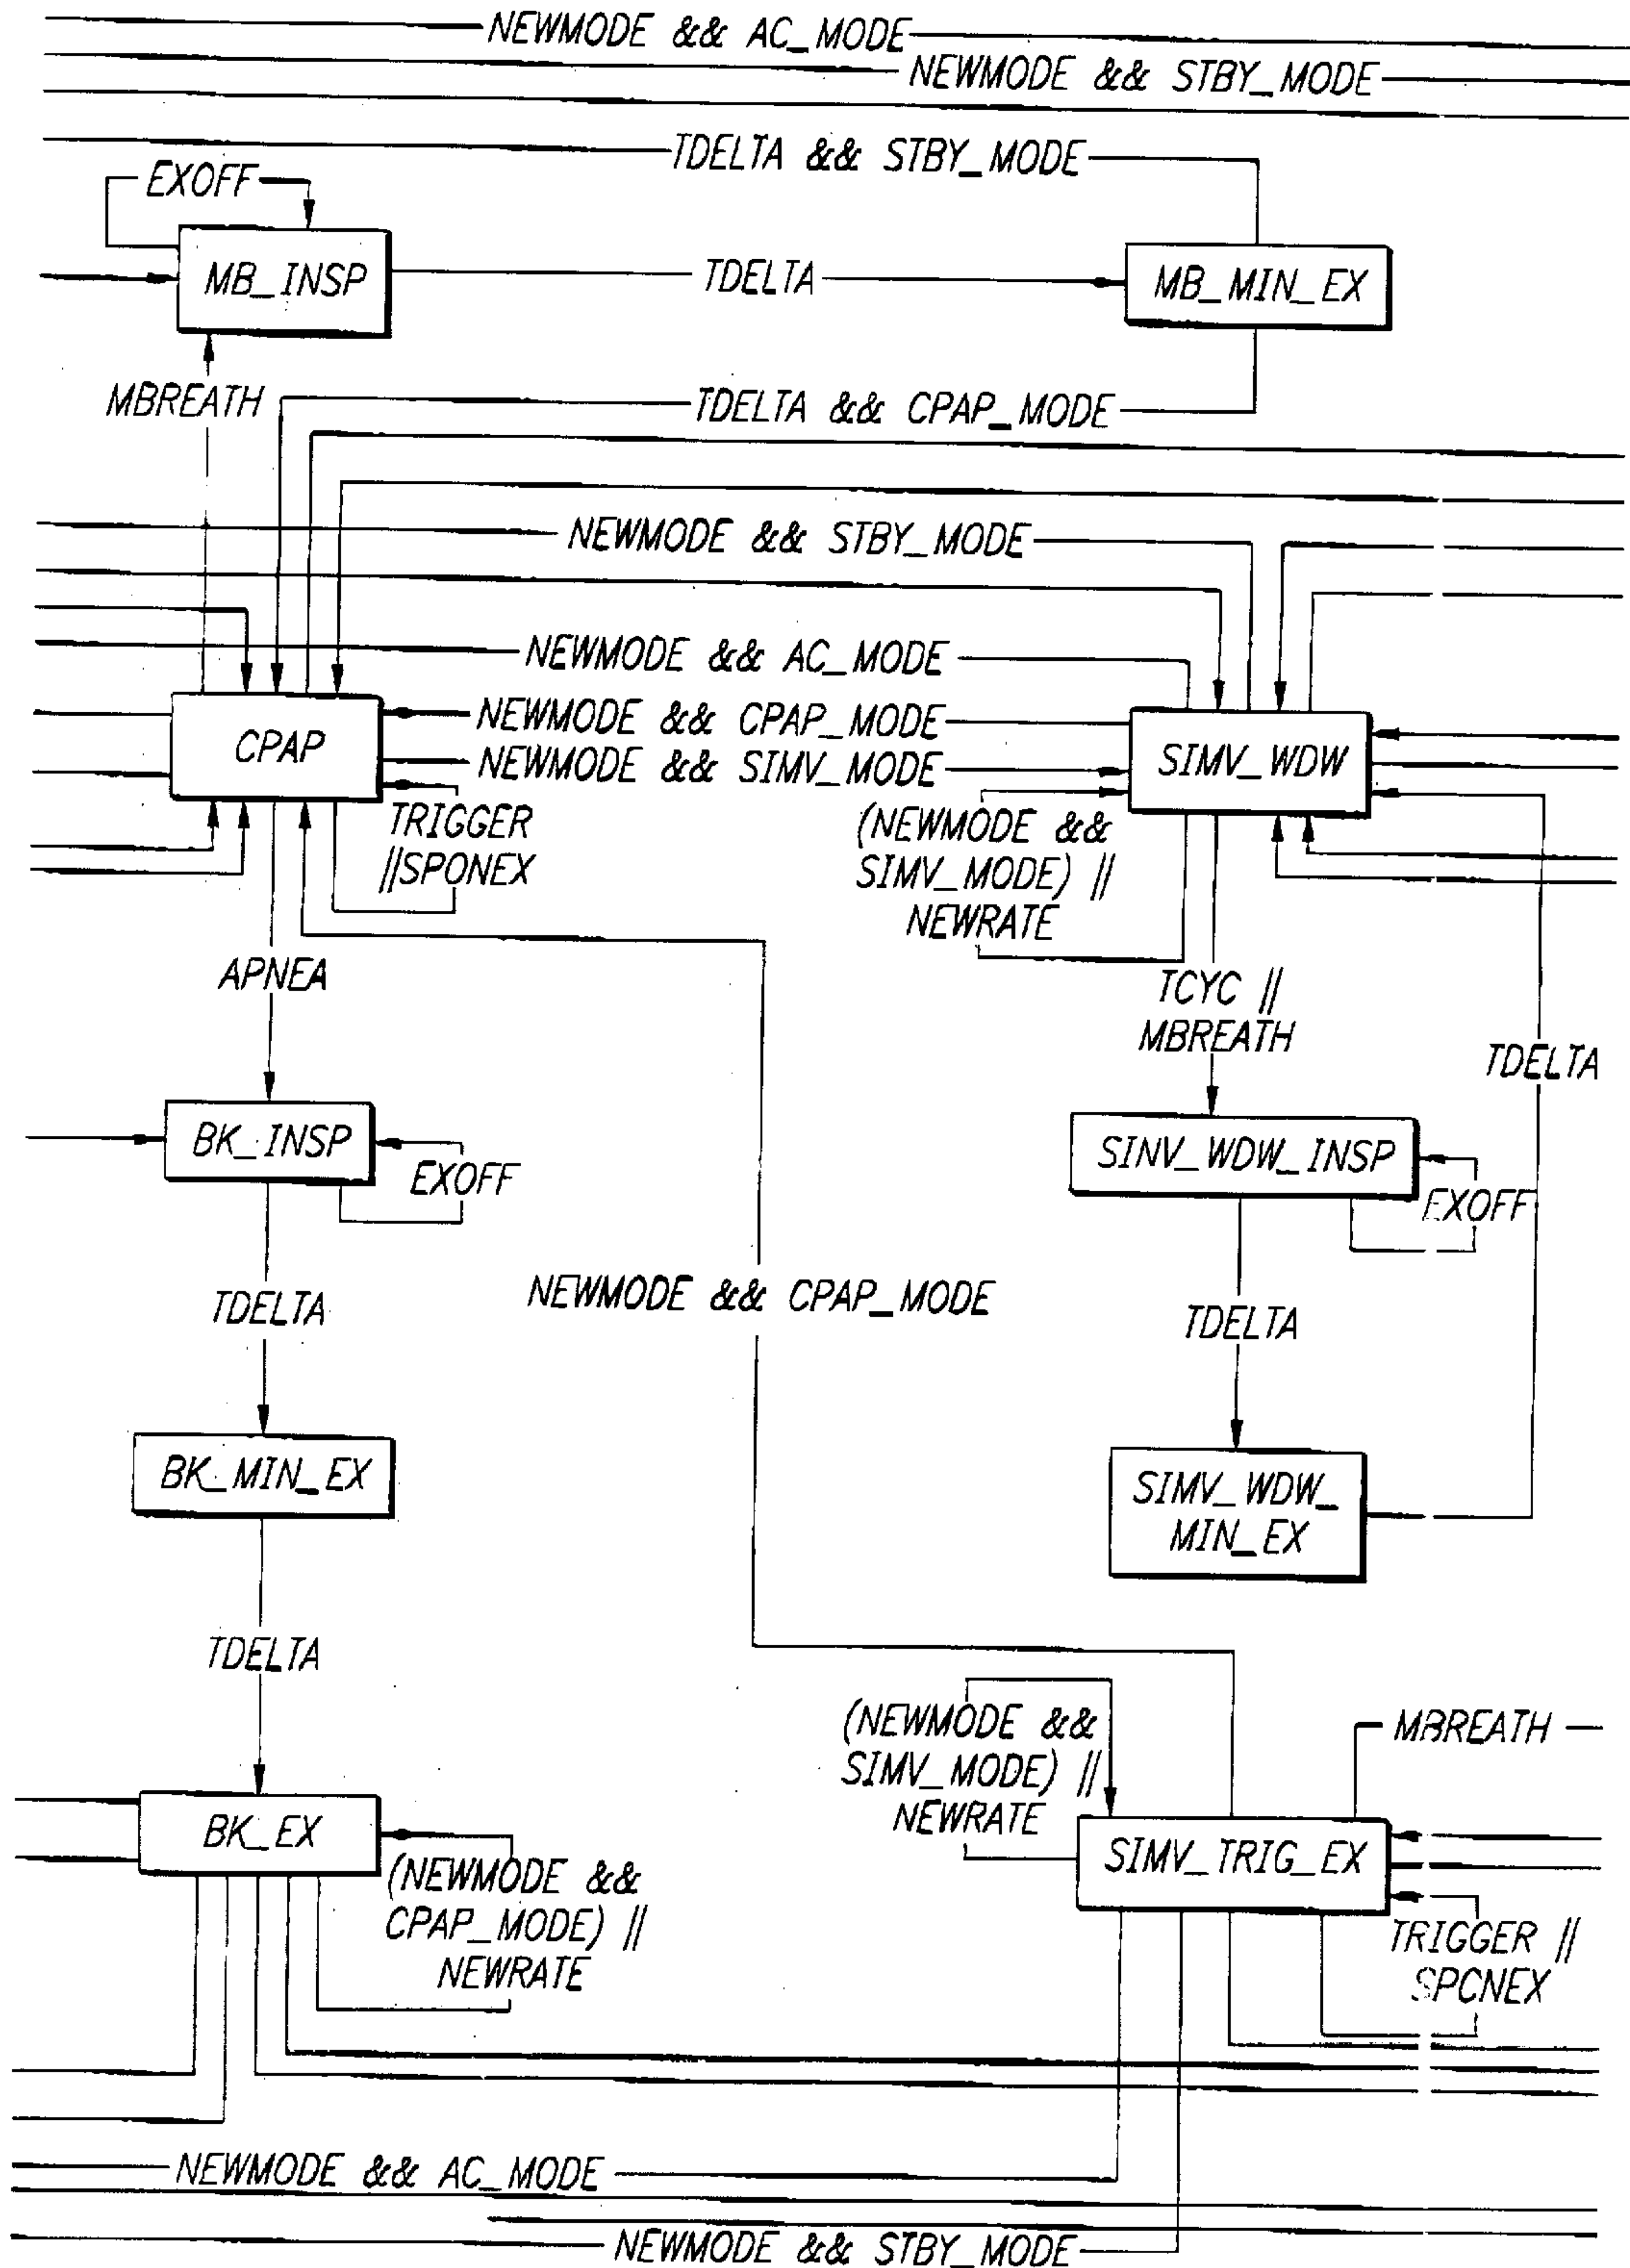 NEWMODE && AC_MODE
NEWMODE && STBY_MODE
TDELTA && STBY_MODE
EXOFF
MB_INSP
TDELTA
MB_MIN_EX
MBREATH
TDELTA && CPAP_MODE
NEWMODE && STBY_MODE
NEWMODE && AC_MODE
NEWMODE && CPAP_MODE
CPAP
SIMV_WDW
NEWMODE && SIMV_MODE
TRIGGER
||SPONEX
(NEWMODE &&
SIMV_MODE) ||
NEWRATE
APNEA
TCYC ||
MBREATH
TDELTA
BK_INSP
EXOFF
SINV_WDW_INSP
EXOFF
TDELTA
NEWMODE && CPAP_MODE
TDELTA
BK_MIN_EX
SIMV_WDW_
MIN_EX
TDELTA
(NEWMODE &&
SIMV_MODE) ||
NEWRATE
MBREATH
BK_EX
SIMV_TRIG_EX
(NEWMODE &&
CPAP_MODE) ||
NEWRATE
TRIGGER ||
SPCNEX
NEWMODE && AC_MODE
NEWMODE && STBY_MODE